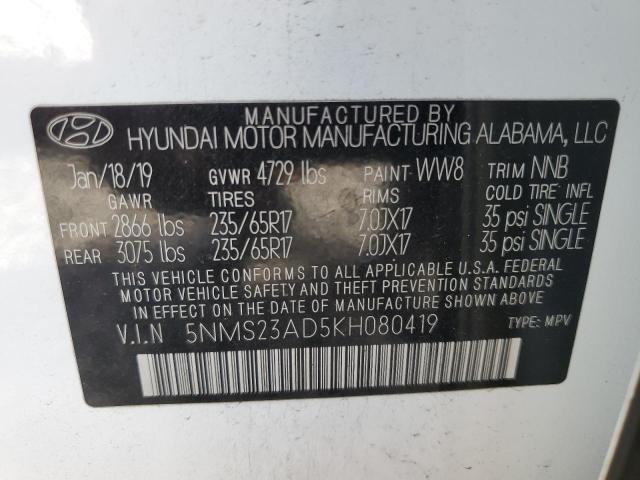 MANUFACTURED BY
HYUNDAI MOTOR MANUFACTURING ALABAMA, LLC
Jan/18/19 GVWR 4729 lbs PAINT WW8 TRIM NNB
GAWR TIRES RIMS COLD TIRE INFL
FRONT 2866 lbs 235/65R17 7.0JX17 35 psi SINGLE
REAR 3075 lbs 235/65R17 7.0JX17 35 psi SINGLE
THIS VEHICLE CONFORMS TO ALL APPLICABLE U.S.A. FEDERAL
MOTOR VEHICLE SAFETY AND THEFT PREVENTION STANDARDS
IN EFFECT ON THE DATE OF MANUFACTURE SHOWN ABOVE
V.I.N 5NMS23AD5KH080419 TYPE: MPV